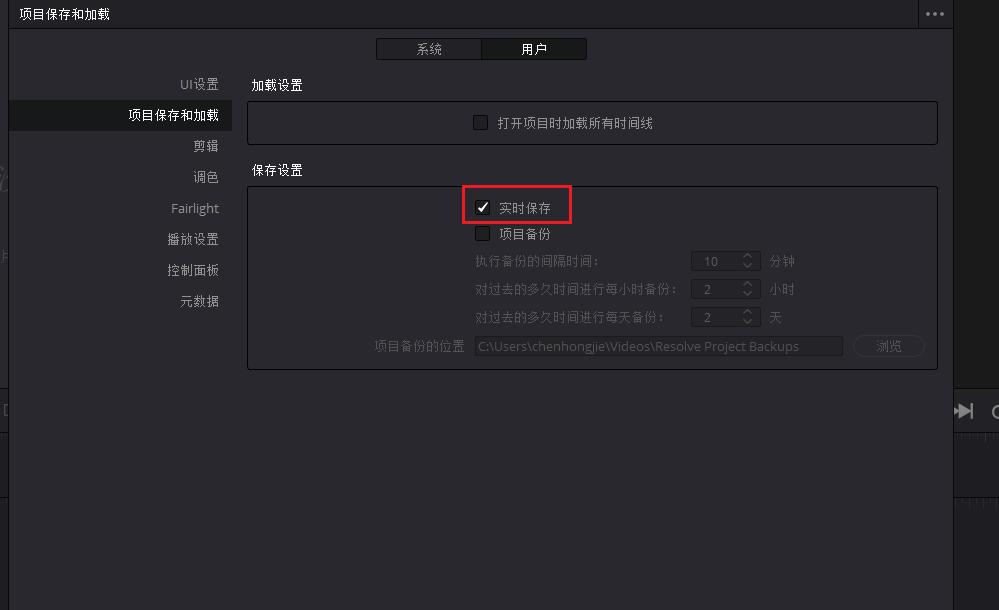 项目保存和加载
系统 用户
UI设置
项目保存和加载
剪辑
调色
Fairlight
播放设置
控制面板
元数据
加载设置
打开项目时加载所有时间线
保存设置
实时保存
项目备份
执行备份的间隔时间： 10 分钟
对过去的多久时间进行每小时备份： 2 小时
对过去的多久时间进行每天备份： 2 天
项目备份的位置 C:\Users\chenhongjie\Videos\Resolve Project Backups 浏览